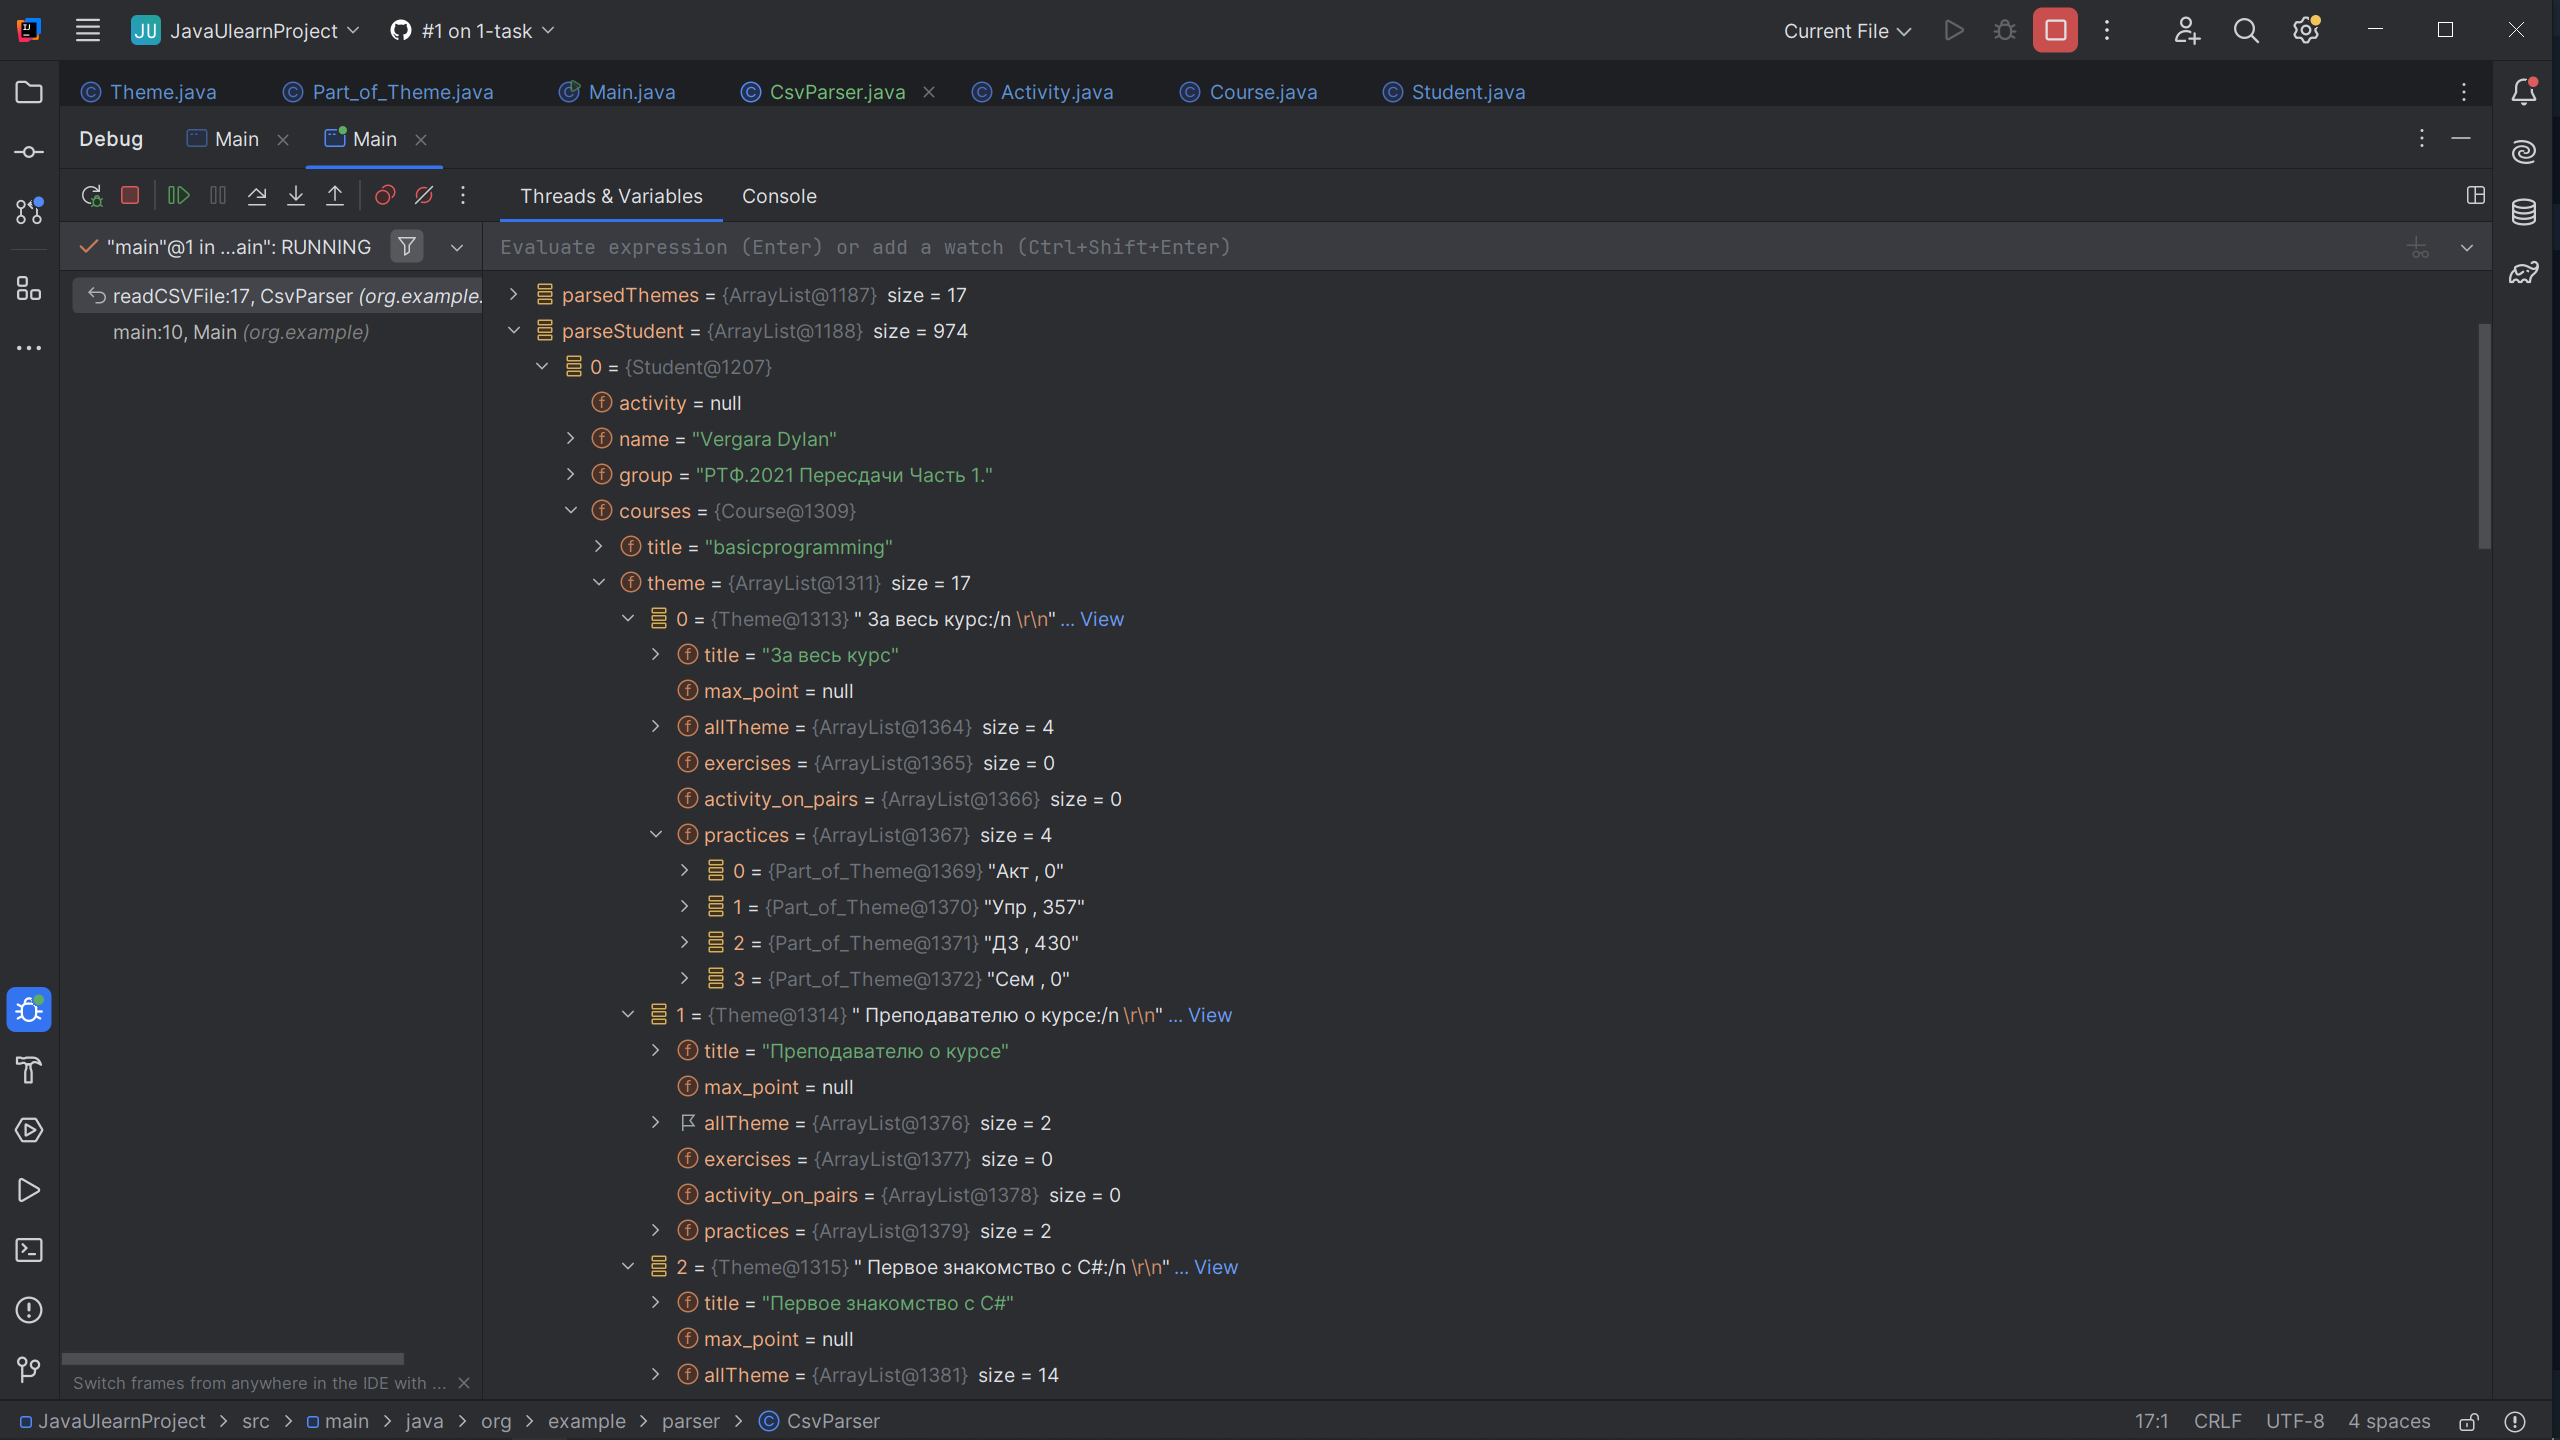 JU JavaUlearnProject #1 on 1-task Current File
Theme.java Part_of_Theme.java Main.java CsvParser.java Activity.java Course.java Student.java
Debug Main Main
Threads & Variables Console
"main"@1 in ...ain": RUNNING
Evaluate expression (Enter) or add a watch (Ctrl+Shift+Enter)
readCSVFile:17, CsvParser (org.example.
main:10, Main (org.example)
parsedThemes = {ArrayList@1187} size = 17
parseStudent = {ArrayList@1188} size = 974
0 = {Student@1207}
activity = null
name = "Vergara Dylan"
group = "РТФ.2021 Пересдачи Часть 1."
courses = {Course@1309}
title = "basicprogramming"
theme = {ArrayList@1311} size = 17
0 = {Theme@1313} " За весь курс:/n \r\n" ... View
title = "За весь курс"
max_point = null
allTheme = {ArrayList@1364} size = 4
exercises = {ArrayList@1365} size = 0
activity_on_pairs = {ArrayList@1366} size = 0
practices = {ArrayList@1367} size = 4
0 = {Part_of_Theme@1369} "Акт , 0"
1 = {Part_of_Theme@1370} "Упр , 357"
2 = {Part_of_Theme@1371} "ДЗ , 430"
3 = {Part_of_Theme@1372} "Сем , 0"
1 = {Theme@1314} " Преподавателю о курсе:/n \r\n" ... View
title = "Преподавателю о курсе"
max_point = null
allTheme = {ArrayList@1376} size = 2
exercises = {ArrayList@1377} size = 0
activity_on_pairs = {ArrayList@1378} size = 0
practices = {ArrayList@1379} size = 2
2 = {Theme@1315} " Первое знакомство с C#:/n \r\n" ... View
title = "Первое знакомство с C#"
max_point = null
allTheme = {ArrayList@1381} size = 14
Switch frames from anywhere in the IDE with ...
JavaUlearnProject > src > main > java > org > example > parser > CsvParser 17:1 CRLF UTF-8 4 spaces